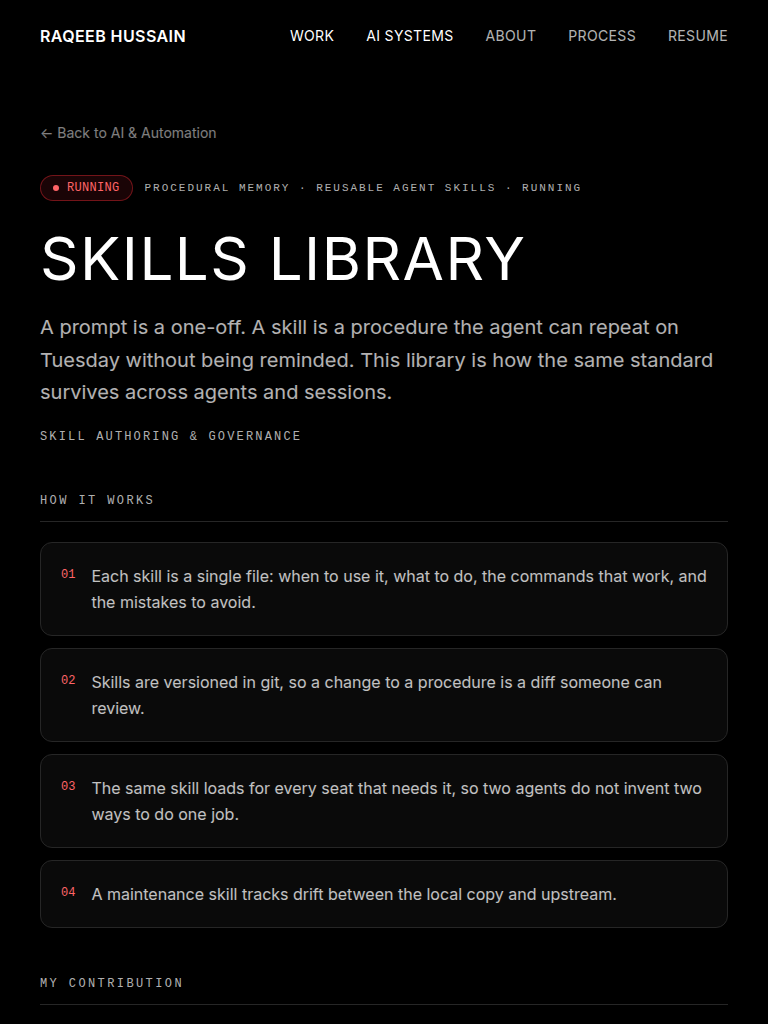 RAQEEB HUSSAIN WORK AI SYSTEMS ABOUT PROCESS RESUME
← Back to AI & Automation
RUNNING PROCEDURAL MEMORY · REUSABLE AGENT SKILLS · RUNNING
SKILLS LIBRARY
A prompt is a one-off. A skill is a procedure the agent can repeat on
Tuesday without being reminded. This library is how the same standard
survives across agents and sessions.
SKILL AUTHORING & GOVERNANCE
HOW IT WORKS
01 Each skill is a single file: when to use it, what to do, the commands that work, and
the mistakes to avoid.
02 Skills are versioned in git, so a change to a procedure is a diff someone can
review.
03 The same skill loads for every seat that needs it, so two agents do not invent two
ways to do one job.
04 A maintenance skill tracks drift between the local copy and upstream.
MY CONTRIBUTION